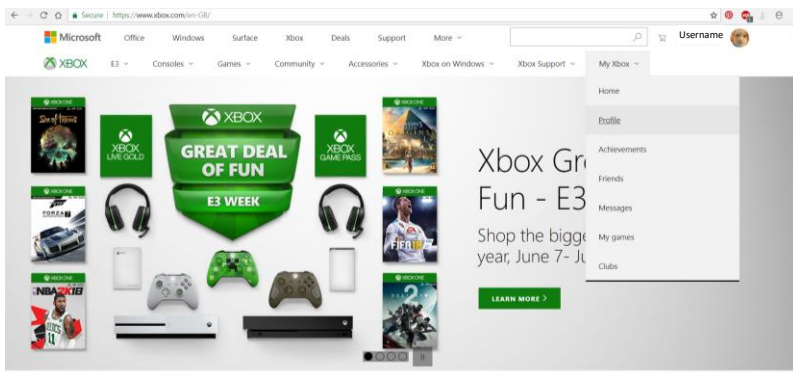 Secure | https://www.xbox.com/en-GB/
Microsoft Office Windows Surface Xbox Deals Support More Username
XBOX E3 Consoles Games Community Accessories Xbox on Windows Xbox Support My Xbox
Home
Profile
Achievements
Friends
Messages
My games
Clubs
XBOX ONE
Sea of Thieves
XBOX ONE
FORZA 7
XBOX ONE
NBA 2K18
XBOX
LIVE GOLD
XBOX
GREAT DEAL
OF FUN
E3 WEEK
XBOX
GAME PASS
XBOX ONE
ORIGINS
XBOX ONE
FIFA 18
XBOX ONE
Xbox Gr
Fun - E3
Shop the bigge
year, June 7- Ju
LEARN MORE >